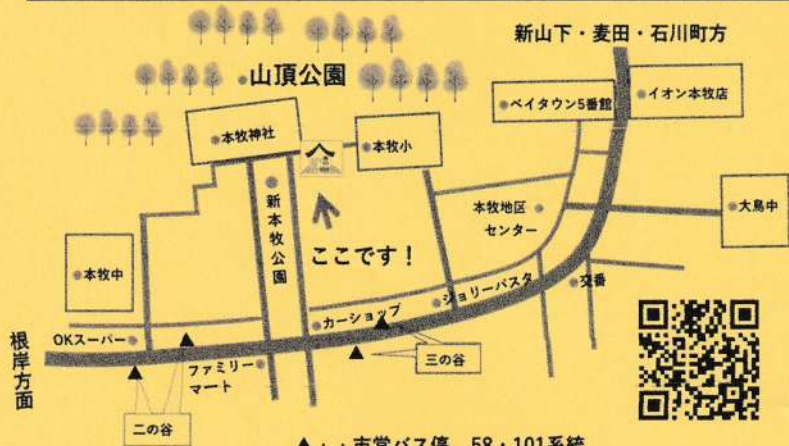 新山下・麦田・石川町方
山頂公園
ベイタウン5番館
イオン本牧店
本牧神社
本牧小
新本牧公園
本牧地区
センター
大鳥中
ここです！
本牧中
カーショップ
ジョリーパスタ
交番
OKスーパー
根岸方面
ファミリー
マート
三の谷
二の谷
▲・・市営バス停 58・101系統